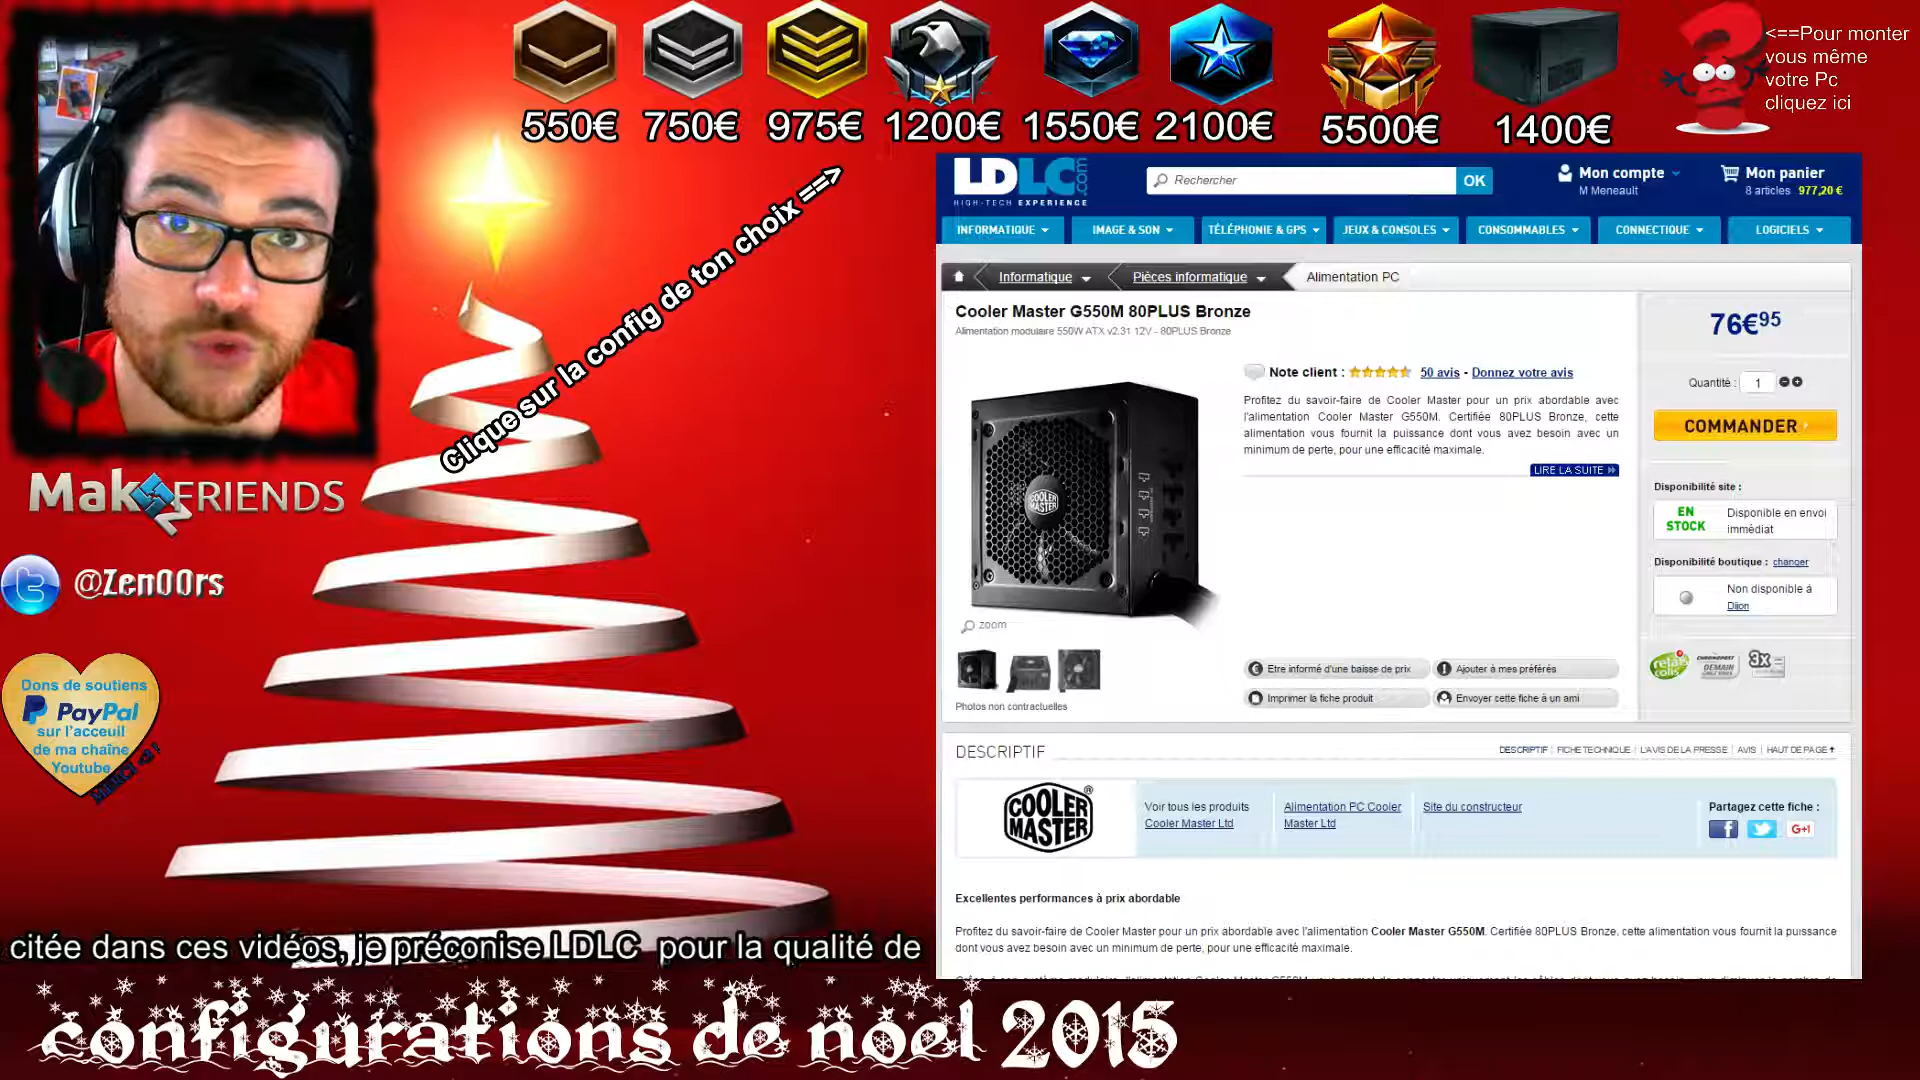 550€ 750€ 975€ 1200€ 1550€ 2100€ 5500€ 1400€
<==Pour monter
vous même
votre Pc
cliquez ici
Clique sur la config de ton choix ==>
MakZFRIENDS
@Zen00rs
Dons de soutiens
PayPal
sur l'acceuil
de ma chaîne
Youtube
LDLC.com
HIGH-TECH EXPERIENCE
Rechercher
OK
Mon compte
M Meneault
Mon panier
8 articles 977,20 €
INFORMATIQUE IMAGE & SON TÉLÉPHONIE & GPS JEUX & CONSOLES CONSOMMABLES CONNECTIQUE LOGICIELS
Informatique Pièces informatique Alimentation PC
Cooler Master G550M 80PLUS Bronze
Alimentation modulaire 550W ATX v2.31 12V - 80PLUS Bronze
COOLER MASTER
zoom
Photos non contractuelles
Note client : 50 avis - Donnez votre avis
Profitez du savoir-faire de Cooler Master pour un prix abordable avec
l'alimentation Cooler Master G550M. Certifiée 80PLUS Bronze, cette
alimentation vous fournit la puissance dont vous avez besoin avec un
minimum de perte, pour une efficacité maximale.
LIRE LA SUITE
Etre informé d'une baisse de prix
Ajouter à mes préférés
Imprimer la fiche produit
Envoyer cette fiche à un ami
76€95
Quantité : 1
COMMANDER
Disponibilité site :
EN STOCK
Disponible en envoi
immédiat
Disponibilité boutique : changer
Non disponible à
Dijon
relais colis
CHRONOPOST DEMAIN
3x
DESCRIPTIF
DESCRIPTIF | FICHE TECHNIQUE | L'AVIS DE LA PRESSE | AVIS | HAUT DE PAGE
COOLER MASTER ®
Voir tous les produits
Cooler Master Ltd
Alimentation PC Cooler
Master Ltd
Site du constructeur
Partagez cette fiche :
G+1
Excellentes performances à prix abordable
Profitez du savoir-faire de Cooler Master pour un prix abordable avec l'alimentation Cooler Master G550M. Certifiée 80PLUS Bronze, cette alimentation vous fournit la puissance
dont vous avez besoin avec un minimum de perte, pour une efficacité maximale.
citée dans ces vidéos, je préconise LDLC pour la qualité de
configurations de noel 2015